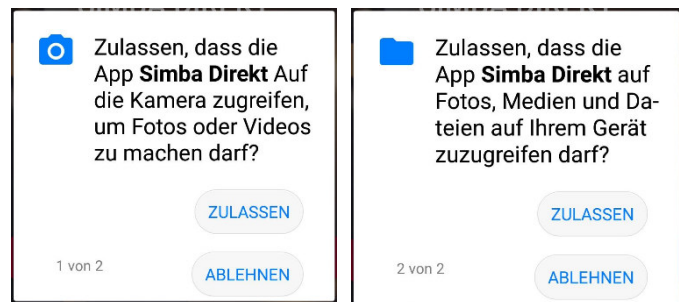 Zulassen, dass die
App Simba Direkt Auf
die Kamera zugreifen,
um Fotos oder Videos
zu machen darf?
ZULASSEN
1 von 2
ABLEHNEN
Zulassen, dass die
App Simba Direkt auf
Fotos, Medien und Da-
teien auf Ihrem Gerät
zuzugreifen darf?
ZULASSEN
2 von 2
ABLEHNEN